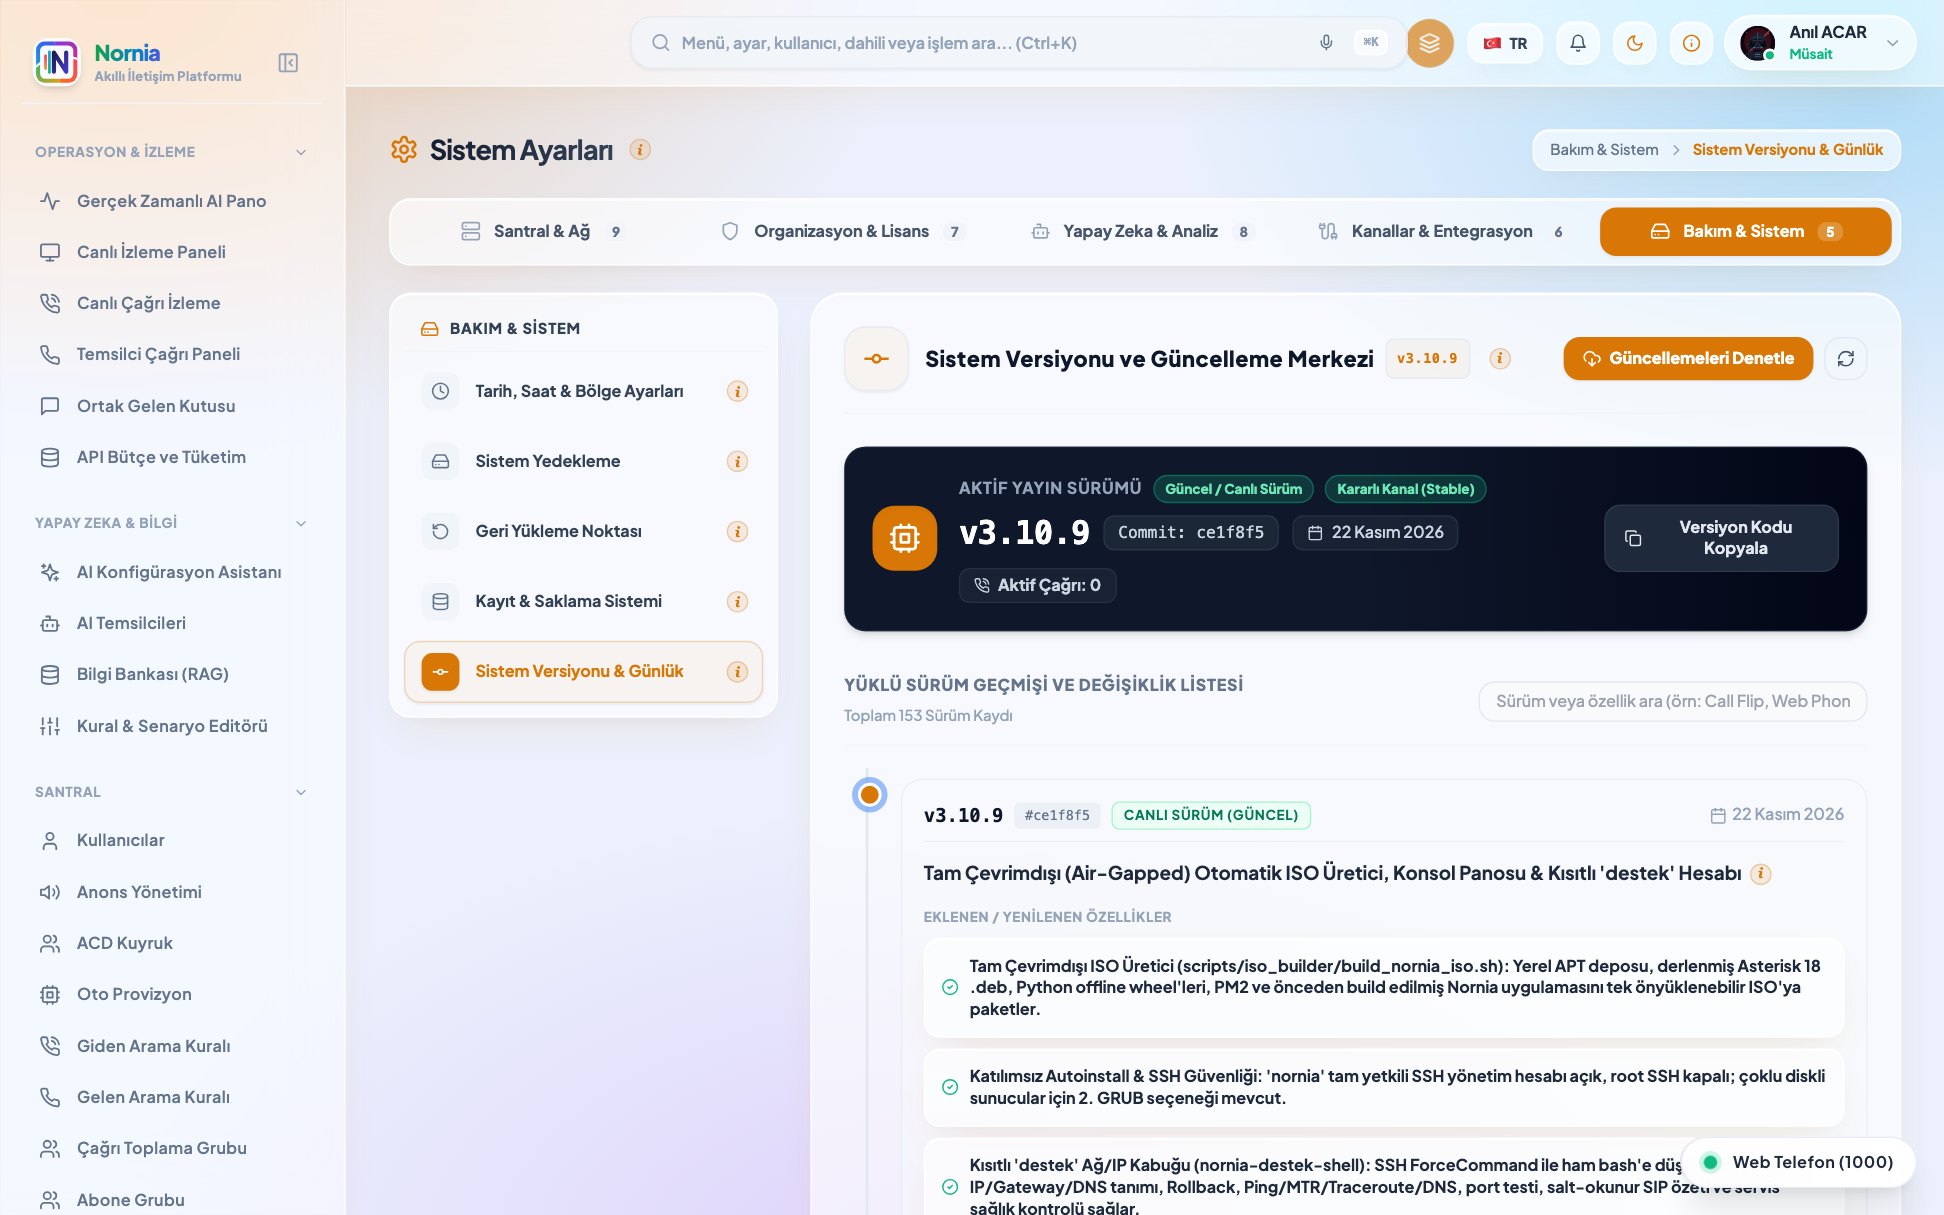 Nornia
Akıllı İletişim Platformu
Menü, ayar, kullanıcı, dahili veya işlem ara... (Ctrl+K)
⌘K
TR
Anıl ACAR
Müsait
OPERASYON & İZLEME
Gerçek Zamanlı AI Pano
Canlı İzleme Paneli
Canlı Çağrı İzleme
Temsilci Çağrı Paneli
Ortak Gelen Kutusu
API Bütçe ve Tüketim
YAPAY ZEKA & BİLGİ
AI Konfigürasyon Asistanı
AI Temsilcileri
Bilgi Bankası (RAG)
Kural & Senaryo Editörü
SANTRAL
Kullanıcılar
Anons Yönetimi
ACD Kuyruk
Oto Provizyon
Giden Arama Kuralı
Gelen Arama Kuralı
Çağrı Toplama Grubu
Abone Grubu
Sistem Ayarları
Bakım & Sistem > Sistem Versiyonu & Günlük
Santral & Ağ 9
Organizasyon & Lisans 7
Yapay Zeka & Analiz 8
Kanallar & Entegrasyon 6
Bakım & Sistem 5
BAKIM & SİSTEM
Tarih, Saat & Bölge Ayarları
Sistem Yedekleme
Geri Yükleme Noktası
Kayıt & Saklama Sistemi
Sistem Versiyonu & Günlük
Sistem Versiyonu ve Güncelleme Merkezi v3.10.9
Güncellemeleri Denetle
AKTİF YAYIN SÜRÜMÜ Güncel / Canlı Sürüm Kararlı Kanal (Stable)
v3.10.9 Commit: ce1f8f5 22 Kasım 2026
Aktif Çağrı: 0
Versiyon Kodu
Kopyala
YÜKLÜ SÜRÜM GEÇMİŞİ VE DEĞİŞİKLİK LİSTESİ
Toplam 153 Sürüm Kaydı
Sürüm veya özellik ara (örn: Call Flip, Web Phon
v3.10.9 #ce1f8f5 CANLI SÜRÜM (GÜNCEL) 22 Kasım 2026
Tam Çevrimdışı (Air-Gapped) Otomatik ISO Üretici, Konsol Panosu & Kısıtlı 'destek' Hesabı
EKLENEN / YENİLENEN ÖZELLİKLER
Tam Çevrimdışı ISO Üretici (scripts/iso_builder/build_nornia_iso.sh): Yerel APT deposu, derlenmiş Asterisk 18
.deb, Python offline wheel'leri, PM2 ve önceden build edilmiş Nornia uygulamasını tek önyüklenebilir ISO'ya
paketler.
Katılımsız Autoinstall & SSH Güvenliği: 'nornia' tam yetkili SSH yönetim hesabı açık, root SSH kapalı; çoklu diskli
sunucular için 2. GRUB seçeneği mevcut.
Kısıtlı 'destek' Ağ/IP Kabuğu (nornia-destek-shell): SSH ForceCommand ile ham bash'e
IP/Gateway/DNS tanımı, Rollback, Ping/MTR/Traceroute/DNS, port testi, salt-okunur SIP özeti ve servis
sağlık kontrolü sağlar.
Web Telefon (1000)